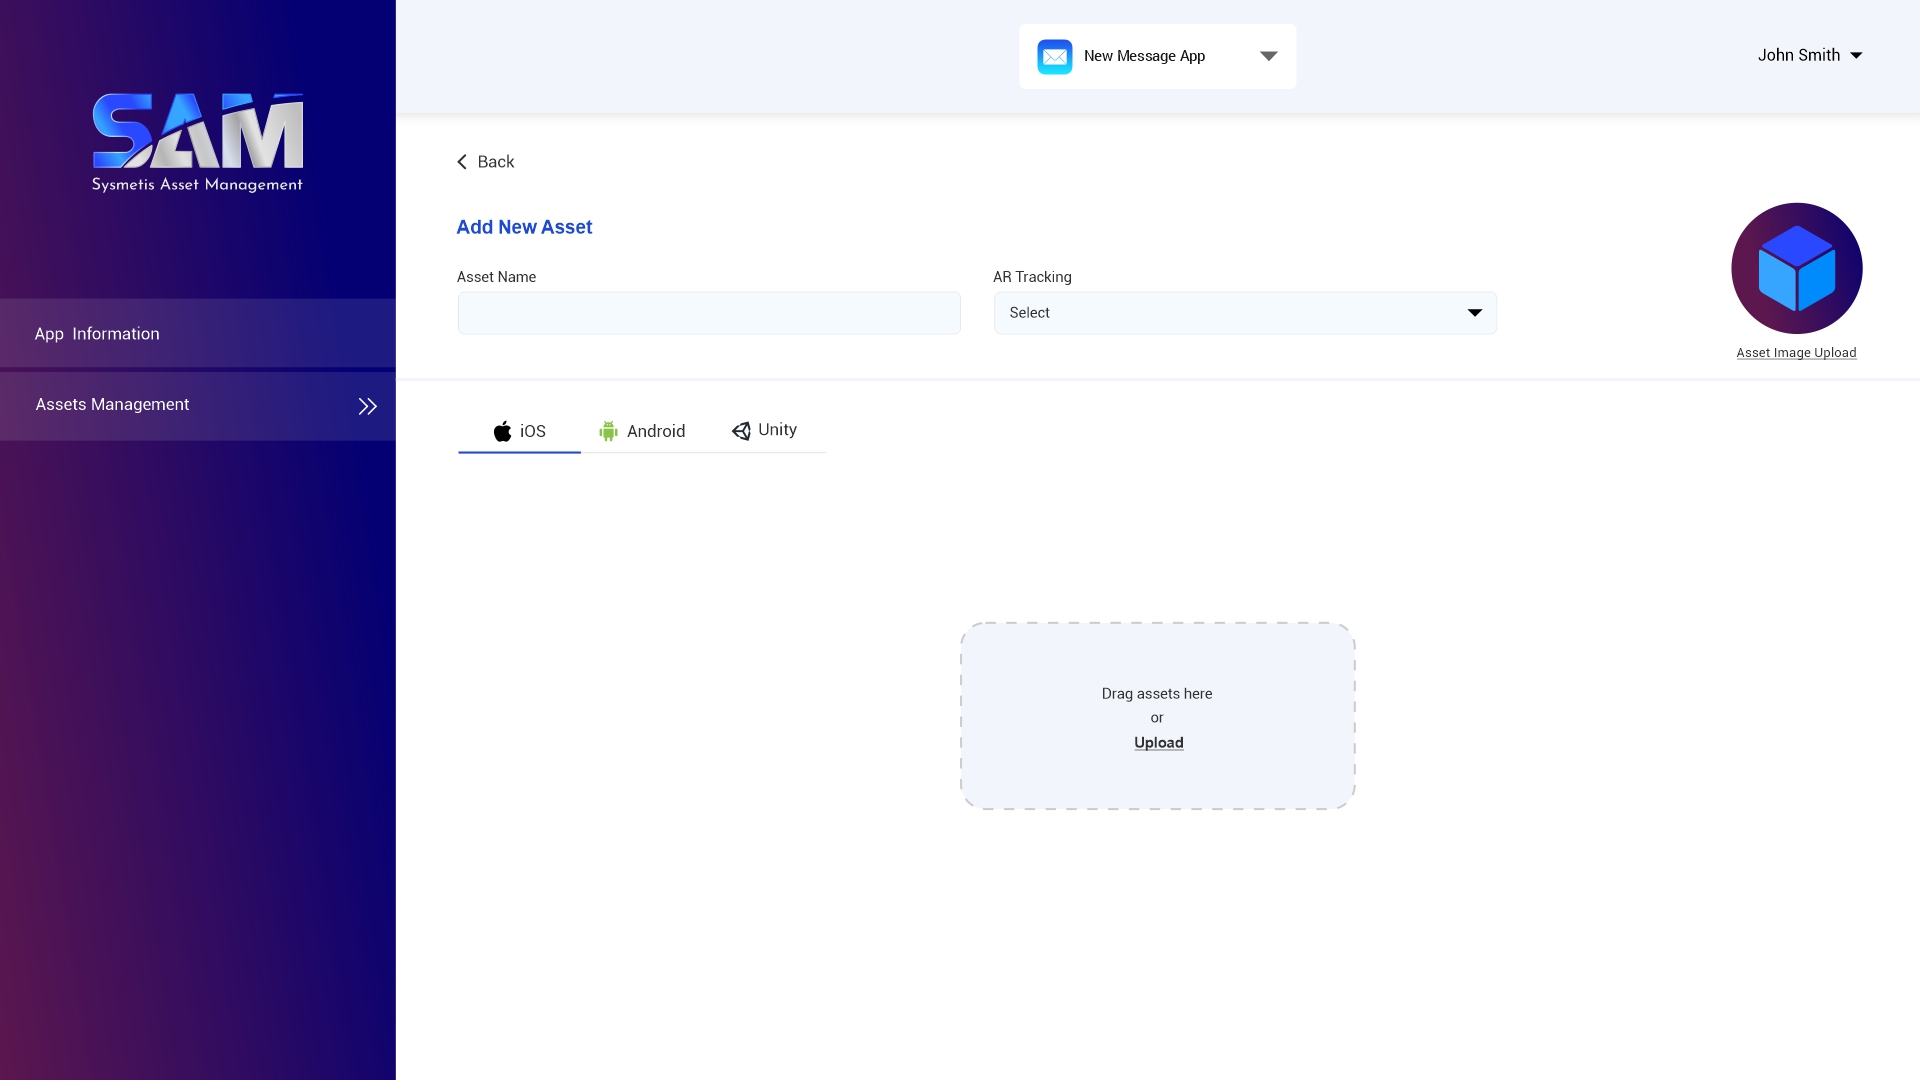 SAM
Sysmetis Asset Management
New Message App
John Smith
App Information
Assets Management
Back
Add New Asset
Asset Name
AR Tracking
Select
Asset Image Upload
iOS
Android
Unity
Drag assets here
or
Upload